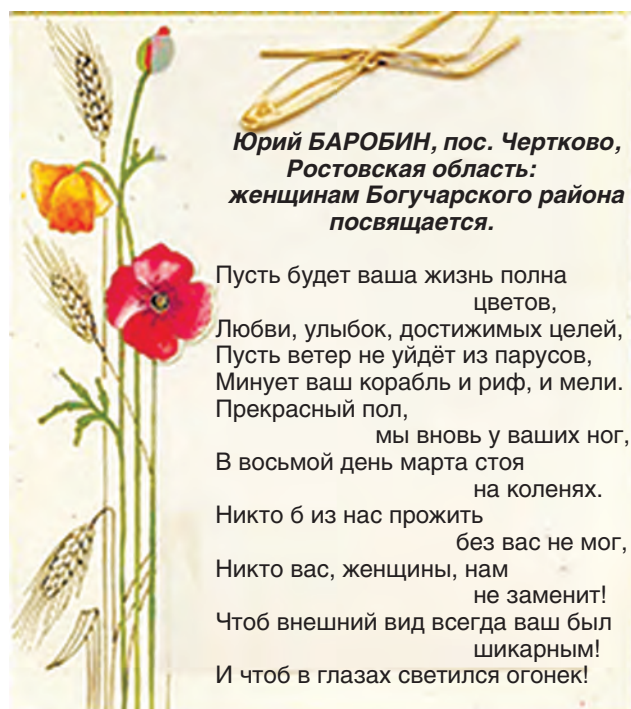 Юрий БАРОБИН, пос. Чертково,
Ростовская область:
женщинам Богучарского района
посвящается.
Пусть будет ваша жизнь полна
цветов,
Любви, улыбок, достижимых целей,
Пусть ветер не уйдёт из парусов,
Минует ваш корабль и риф, и мели.
Прекрасный пол,
мы вновь у ваших ног,
В восьмой день марта стоя
на коленях.
Никто б из нас прожить
без вас не мог,
Никто вас, женщины, нам
не заменит!
Чтоб внешний вид всегда ваш был
шикарным!
И чтоб в глазах светился огонек!